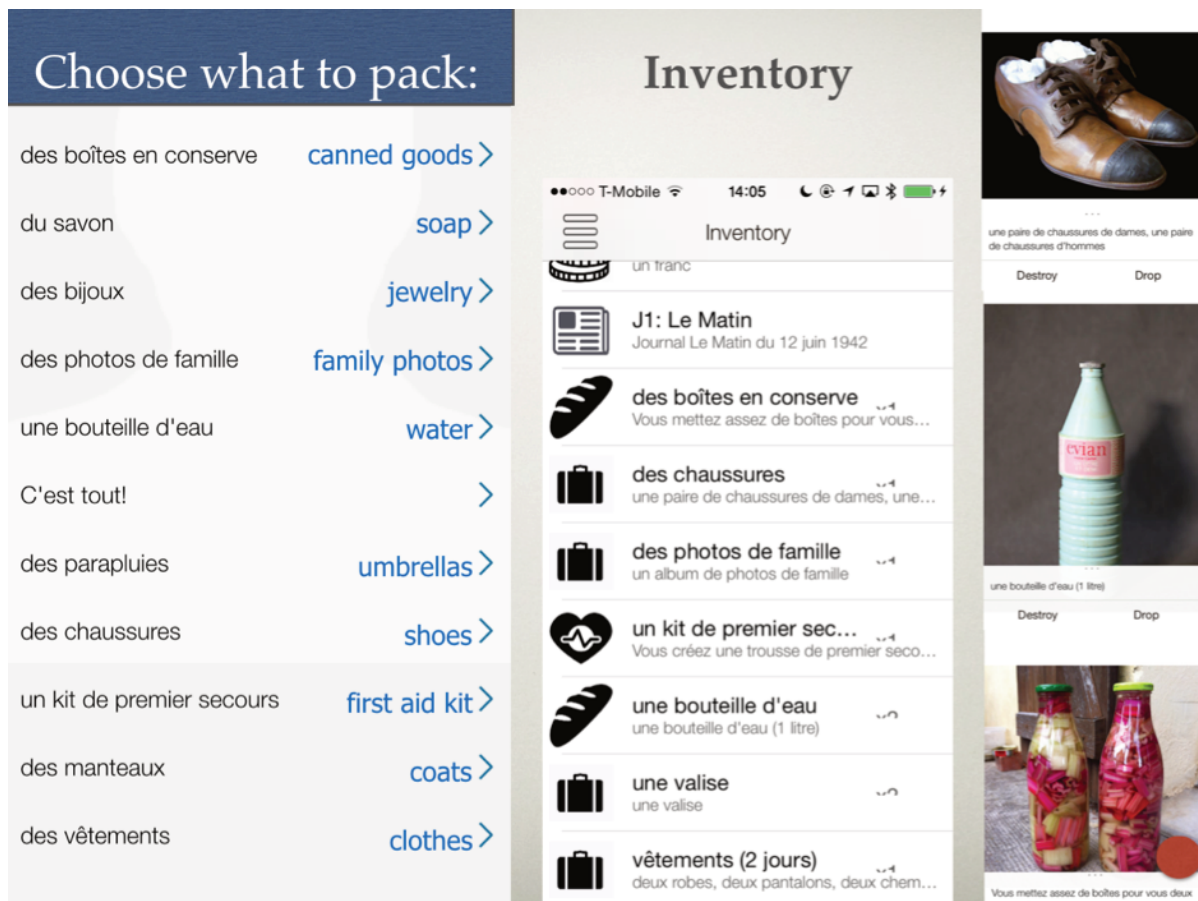 Choose what to pack:
des boîtes en conserve canned goods
du savon soap
des bijoux jewelry
des photos de famille family photos
une bouteille d'eau water
C'est tout!
des parapluies umbrellas
des chaussures shoes
un kit de premier secours first aid kit
des manteaux coats
des vêtements clothes
Inventory
T-Mobile 14:05
Inventory
un franc
J1: Le Matin
Journal Le Matin du 12 juin 1942
des boîtes en conserve
Vous mettez assez de boîtes pour vous...
des chaussures
une paire de chaussures de dames, une...
des photos de famille
un album de photos de famille
un kit de premier sec...
Vous créez une trousse de premier seco...
une bouteille d'eau
une bouteille d'eau (1 litre)
une valise
une valise
vêtements (2 jours)
deux robes, deux pantalons, deux chem...
une paire de chaussures de dames, une paire
de chaussures d'hommes
Destroy Drop
evian
une bouteille d'eau (1 litre)
Destroy Drop
Vous mettez assez de boîtes pour vous deux